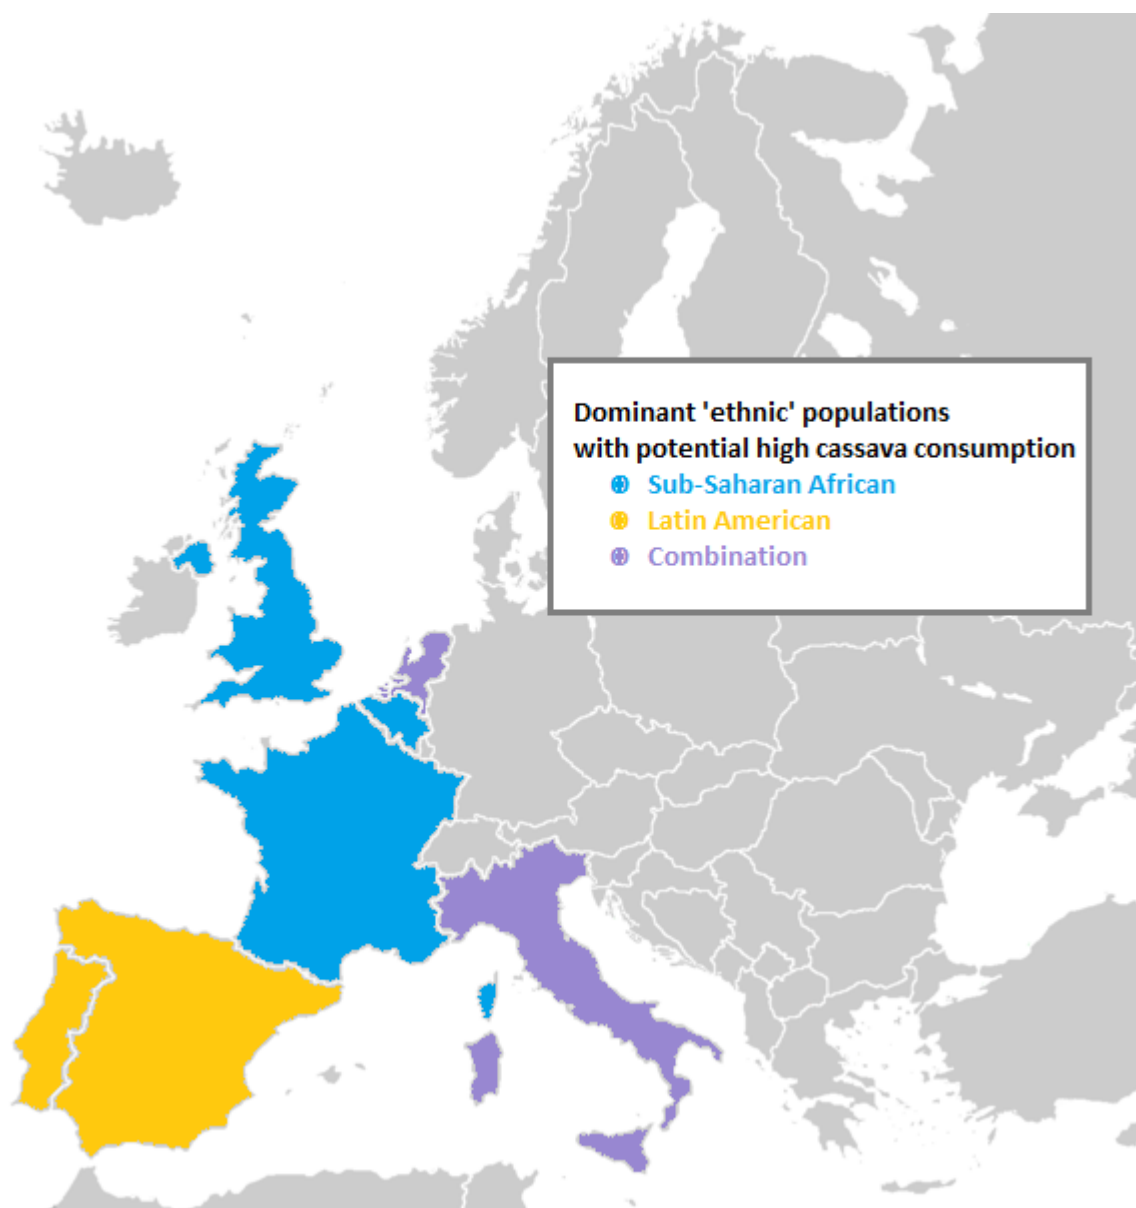 Dominant 'ethnic' populations
with potential high cassava consumption
Sub-Saharan African
Latin American
Combination